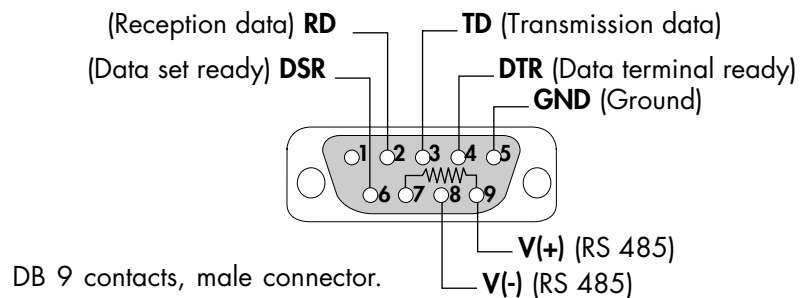 (Reception data) RD
TD (Transmission data)
(Data set ready) DSR
DTR (Data terminal ready)
GND (Ground)
1 2 3 4 5
6 7 8 9
V(+) (RS 485)
DB 9 contacts, male connector.
V(-) (RS 485)